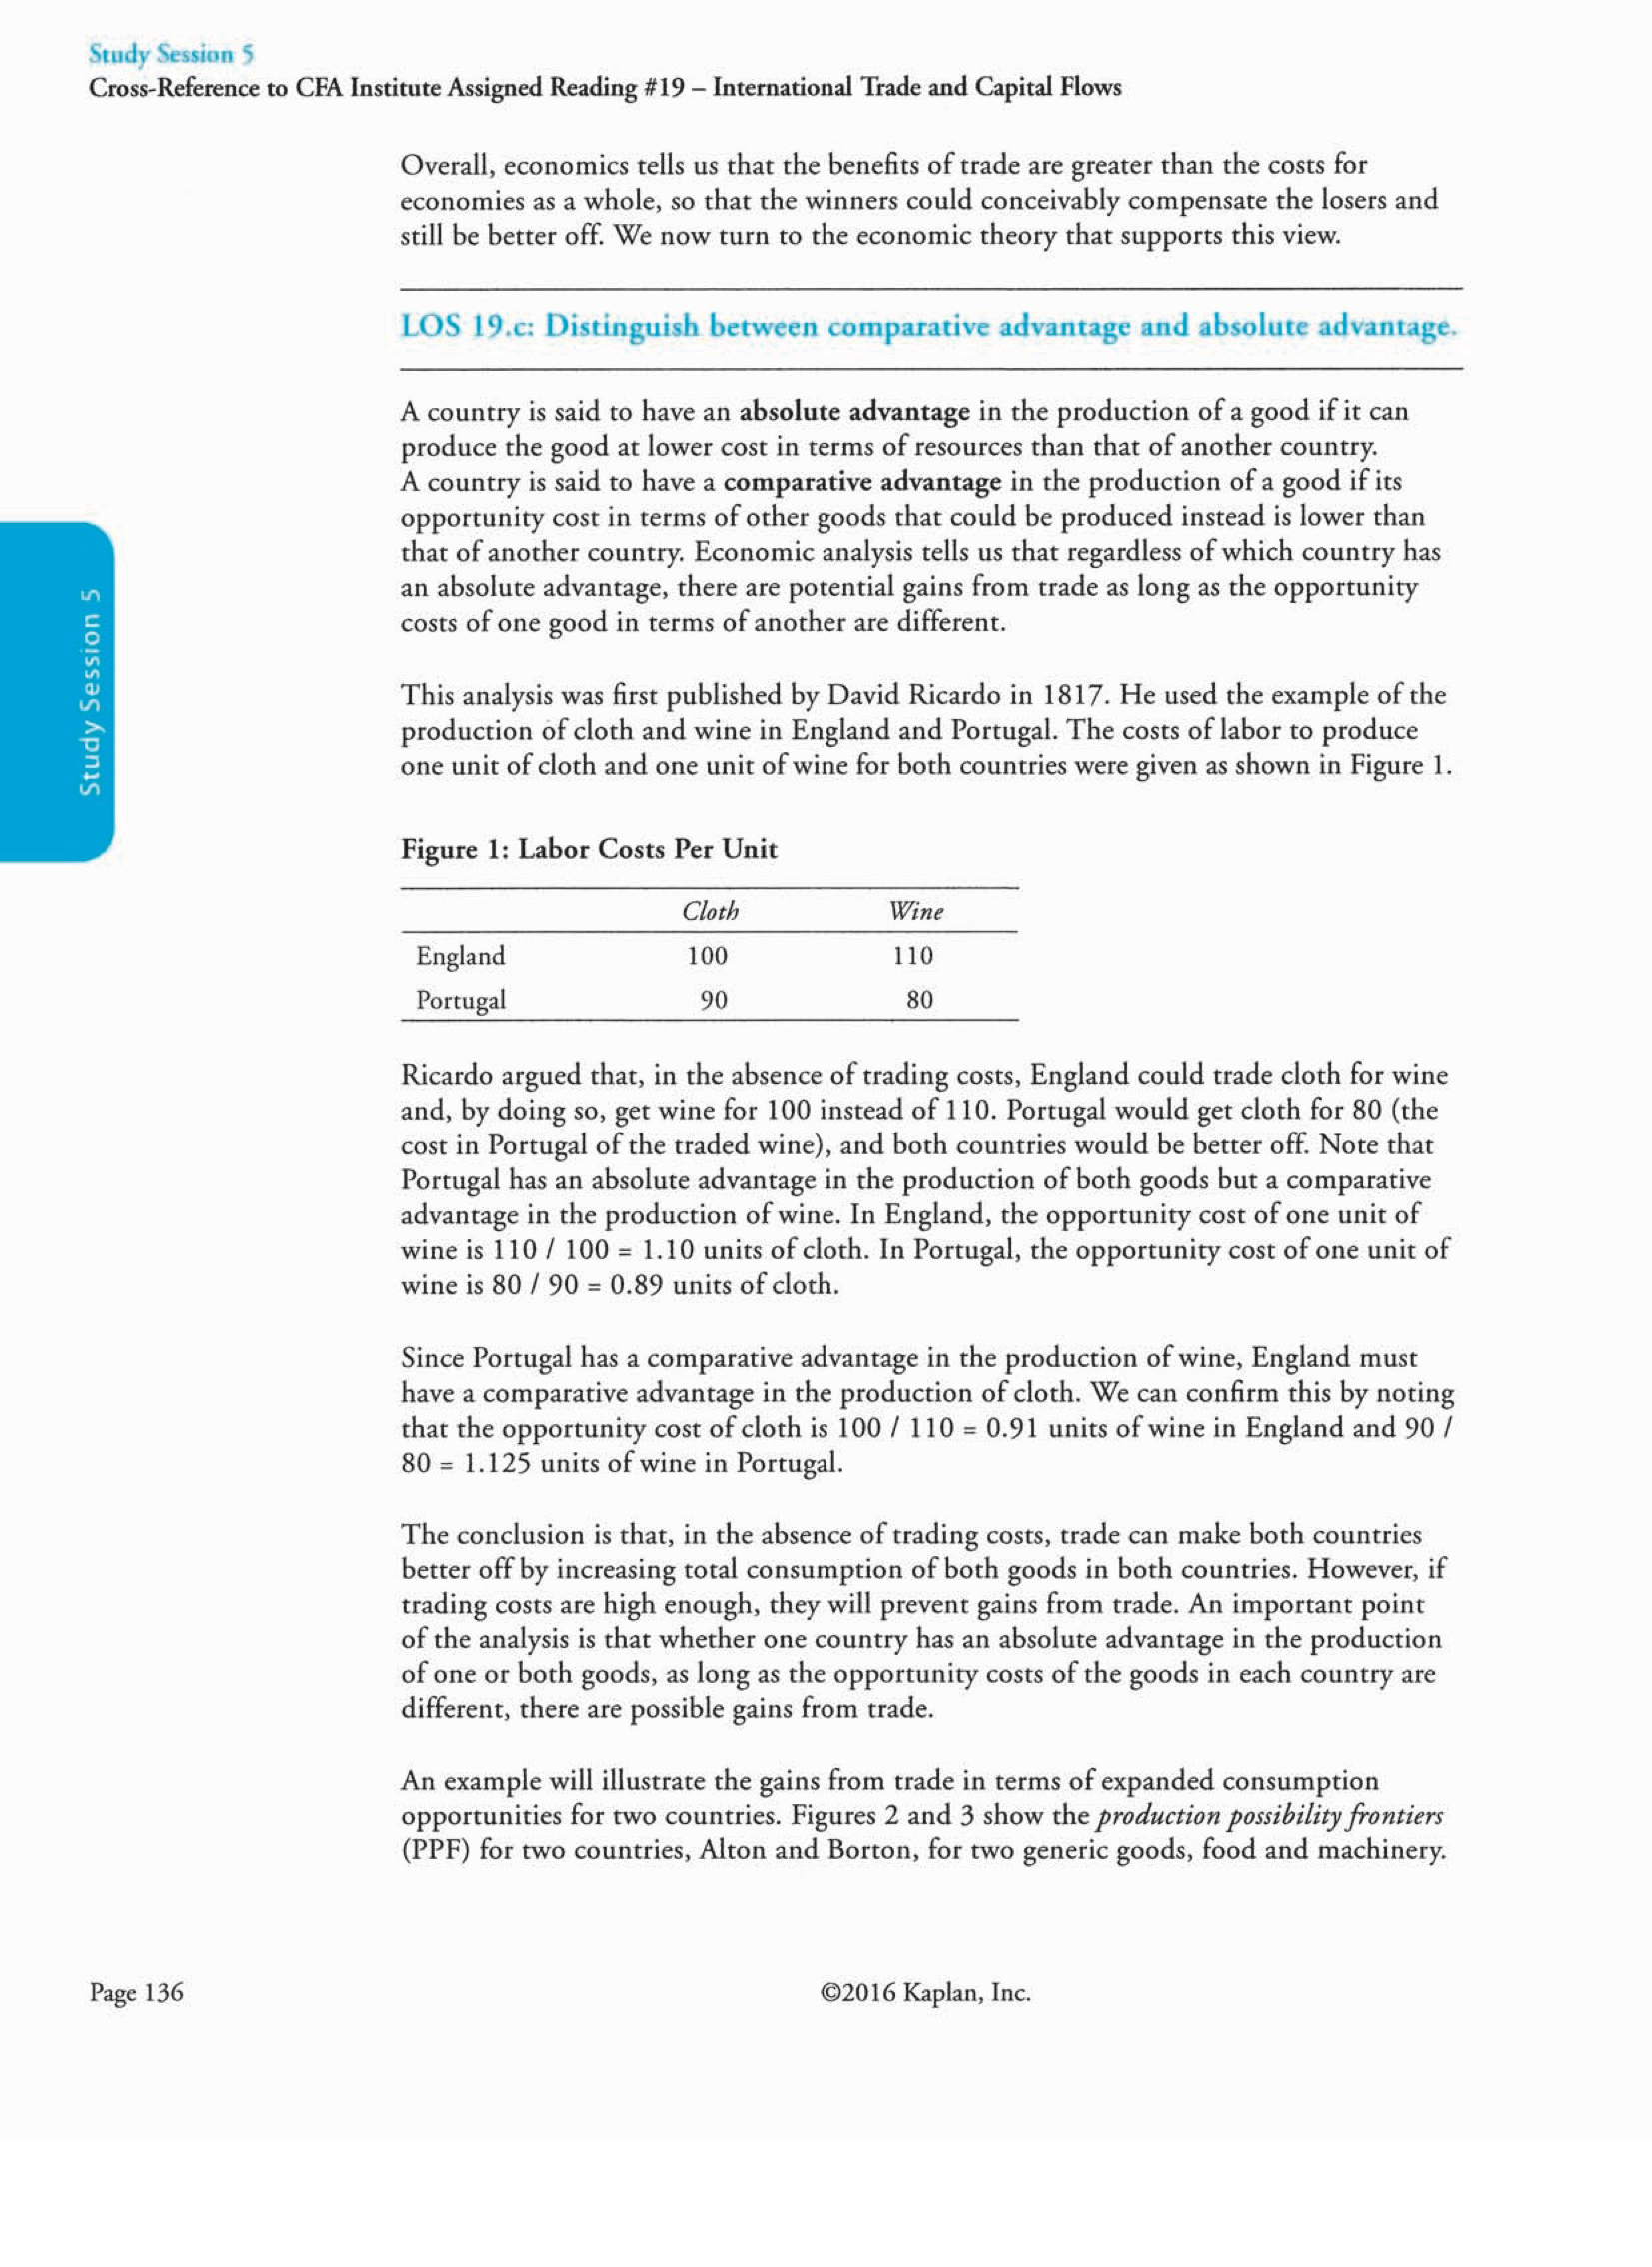 Study Session 5
Cross-Reference to CFA Institute Assigned Reading #19 – International Trade and Capital Flows
Overall, economics tells us that the benefits of trade are greater than the costs for
economies as a whole, so that the winners could conceivably compensate the losers and
still be better off. We now turn to the economic theory that supports this view.
LOS 19.c: Distinguish between comparative advantage and absolute advantage.
A country is said to have an absolute advantage in the production of a good if it can
produce the good at lower cost in terms of resources than that of another country.
A country is said to have a comparative advantage in the production of a good if its
opportunity cost in terms of other goods that could be produced instead is lower than
that of another country. Economic analysis tells us that regardless of which country has
an absolute advantage, there are potential gains from trade as long as the opportunity
costs of one good in terms of another are different.
Study Session 5
This analysis was first published by David Ricardo in 1817. He used the example of the
production of cloth and wine in England and Portugal. The costs of labor to produce
one unit of cloth and one unit of wine for both countries were given as shown in Figure 1.
Figure 1: Labor Costs Per Unit
Cloth Wine
England 100 110
Portugal 90 80
Ricardo argued that, in the absence of trading costs, England could trade cloth for wine
and, by doing so, get wine for 100 instead of 110. Portugal would get cloth for 80 (the
cost in Portugal of the traded wine), and both countries would be better off. Note that
Portugal has an absolute advantage in the production of both goods but a comparative
advantage in the production of wine. In England, the opportunity cost of one unit of
wine is 110 / 100 = 1.10 units of cloth. In Portugal, the opportunity cost of one unit of
wine is 80 / 90 = 0.89 units of cloth.
Since Portugal has a comparative advantage in the production of wine, England must
have a comparative advantage in the production of cloth. We can confirm this by noting
that the opportunity cost of cloth is 100 / 110 = 0.91 units of wine in England and 90 /
80 = 1.125 units of wine in Portugal.
The conclusion is that, in the absence of trading costs, trade can make both countries
better off by increasing total consumption of both goods in both countries. However, if
trading costs are high enough, they will prevent gains from trade. An important point
of the analysis is that whether one country has an absolute advantage in the production
of one or both goods, as long as the opportunity costs of the goods in each country are
different, there are possible gains from trade.
An example will illustrate the gains from trade in terms of expanded consumption
opportunities for two countries. Figures 2 and 3 show the production possibility frontiers
(PPF) for two countries, Alton and Borton, for two generic goods, food and machinery.
Page 136
©2016 Kaplan, Inc.